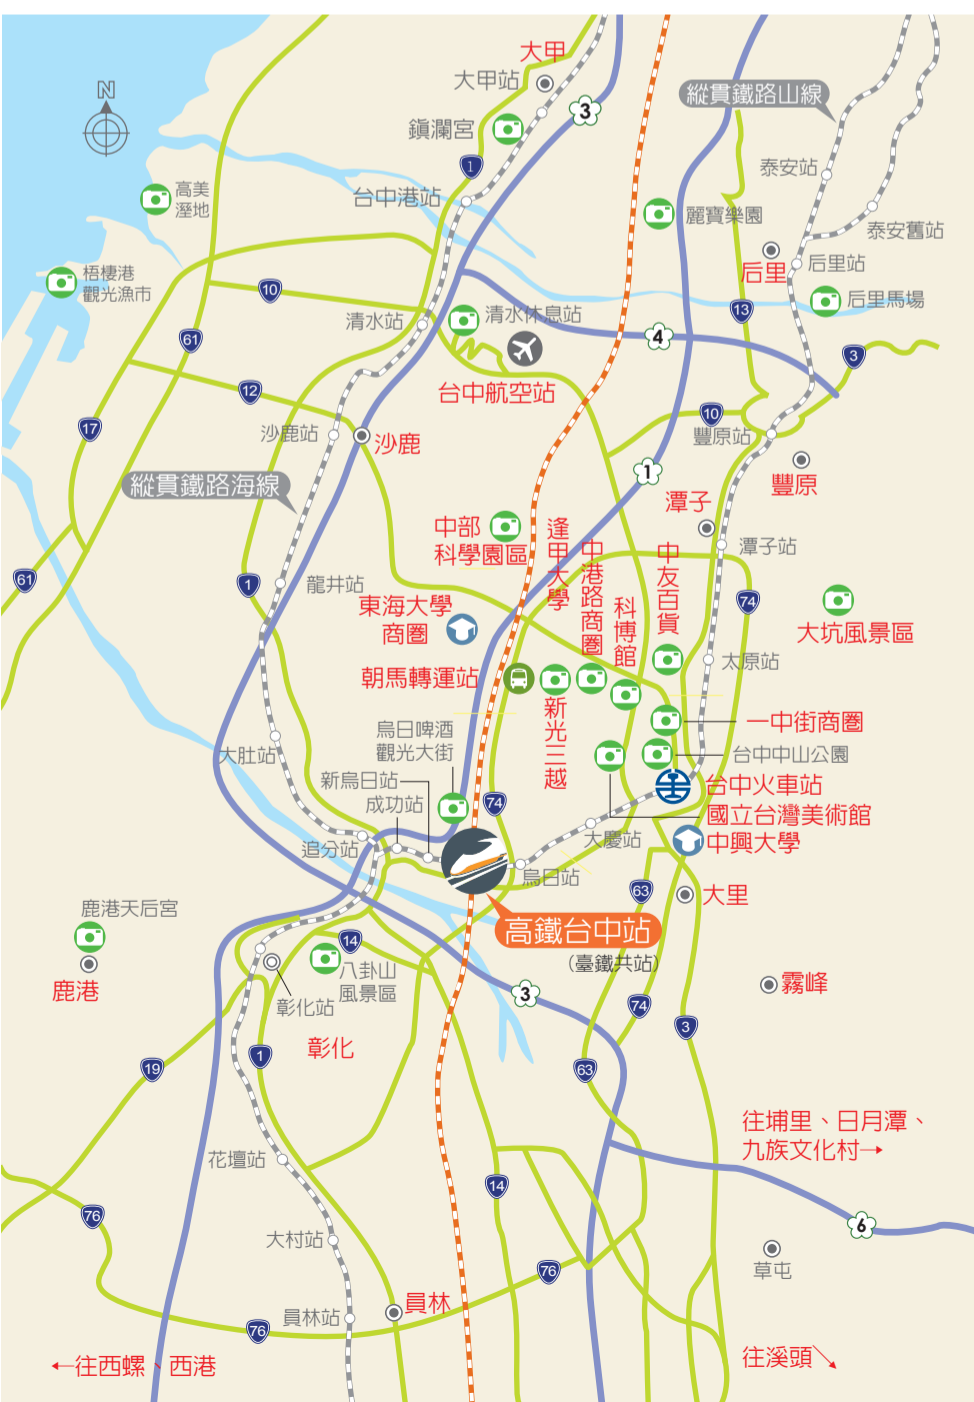 大甲
大甲站
N
3
縱貫鐵路山線
鎮瀾宮
1
泰安站
高美
溼地
台中港站
麗寶樂園
泰安舊站
后里
后里站
梧棲港
觀光漁市
10
后里馬場
13
清水站
清水休息站
61
4
3
台中航空站
12
10
17
沙鹿站
沙鹿
豐原站
1
豐原
縱貫鐵路海線
潭子
中部
科學園區
逢甲大學
中港路商圈
中友百貨
潭子站
61
1
龍井站
74
科博館
東海大學
商圈
大坑風景區
太原站
朝馬轉運站
新光三越
一中街商圈
烏日啤酒
觀光大街
大肚站
台中中山公園
新烏日站
台中火車站
成功站
74
國立台灣美術館
追分站
大慶站
中興大學
烏日站
63
大里
鹿港天后宮
高鐵台中站
14
(臺鐵共站)
八卦山
風景區
鹿港
3
霧峰
彰化站
74
3
彰化
1
19
63
往埔里、日月潭、
九族文化村→
花壇站
14
76
6
大村站
草屯
76
員林
員林站
76
往溪頭↘
←往西螺、西港